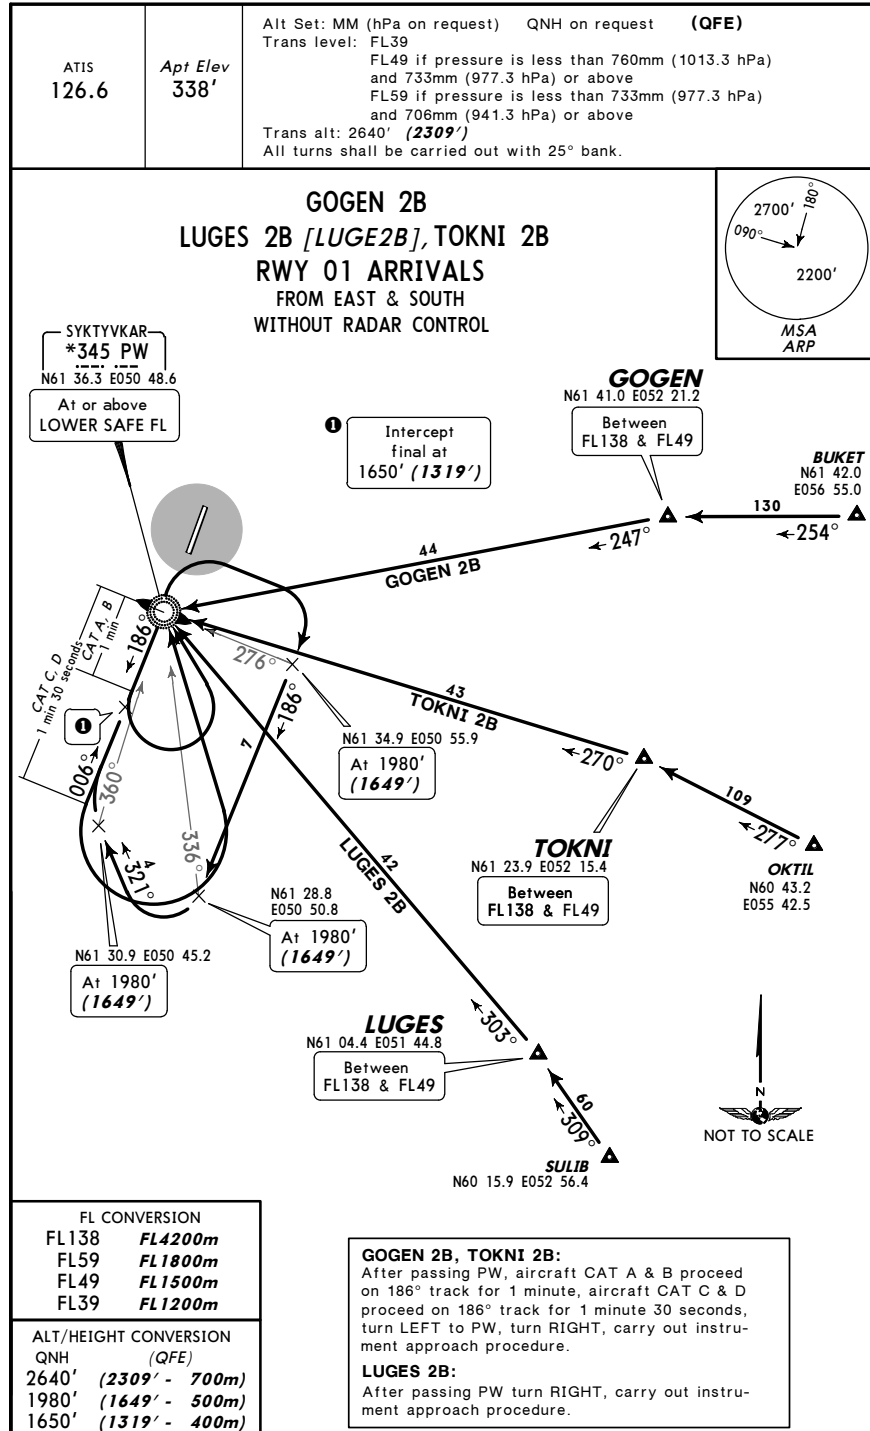 ATIS
126.6
Apt Elev
338'
Alt Set: MM (hPa on request) QNH on request (QFE)
Trans level: FL39
FL49 if pressure is less than 760mm (1013.3 hPa)
and 733mm (977.3 hPa) or above
FL59 if pressure is less than 733mm (977.3 hPa)
and 706mm (941.3 hPa) or above
Trans alt: 2640' (2309')
All turns shall be carried out with 25° bank.
GOGEN 2B
LUGES 2B [LUGE2B], TOKNI 2B
RWY 01 ARRIVALS
FROM EAST & SOUTH
WITHOUT RADAR CONTROL
2700'
180°
090°
2200'
MSA
ARP
SYKTYVKAR
*345 PW
N61 36.3 E050 48.6
At or above
LOWER SAFE FL
1
Intercept
final at
1650' (1319')
GOGEN
N61 41.0 E052 21.2
Between
FL138 & FL49
BUKET
N61 42.0
E056 55.0
130
254°
247°
44
GOGEN 2B
CAT A, B
1 min
CAT C, D
1 min 30 seconds
186°
276°
186°
7
43
TOKNI 2B
1
006°
360°
336°
N61 34.9 E050 55.9
At 1980'
(1649')
270°
109
277°
TOKNI
N61 23.9 E052 15.4
Between
FL138 & FL49
OKTIL
N60 43.2
E055 42.5
42
LUGES 2B
4
321°
N61 28.8
E050 50.8
At 1980'
(1649')
N61 30.9 E050 45.2
At 1980'
(1649')
303°
LUGES
N61 04.4 E051 44.8
Between
FL138 & FL49
60
309°
SULIB
N60 15.9 E052 56.4
N
NOT TO SCALE
FL CONVERSION
FL138 FL4200m
FL59 FL1800m
FL49 FL1500m
FL39 FL1200m
ALT/HEIGHT CONVERSION
QNH (QFE)
2640' (2309' - 700m)
1980' (1649' - 500m)
1650' (1319' - 400m)
GOGEN 2B, TOKNI 2B:
After passing PW, aircraft CAT A & B proceed
on 186° track for 1 minute, aircraft CAT C & D
proceed on 186° track for 1 minute 30 seconds,
turn LEFT to PW, turn RIGHT, carry out instru-
ment approach procedure.
LUGES 2B:
After passing PW turn RIGHT, carry out instru-
ment approach procedure.